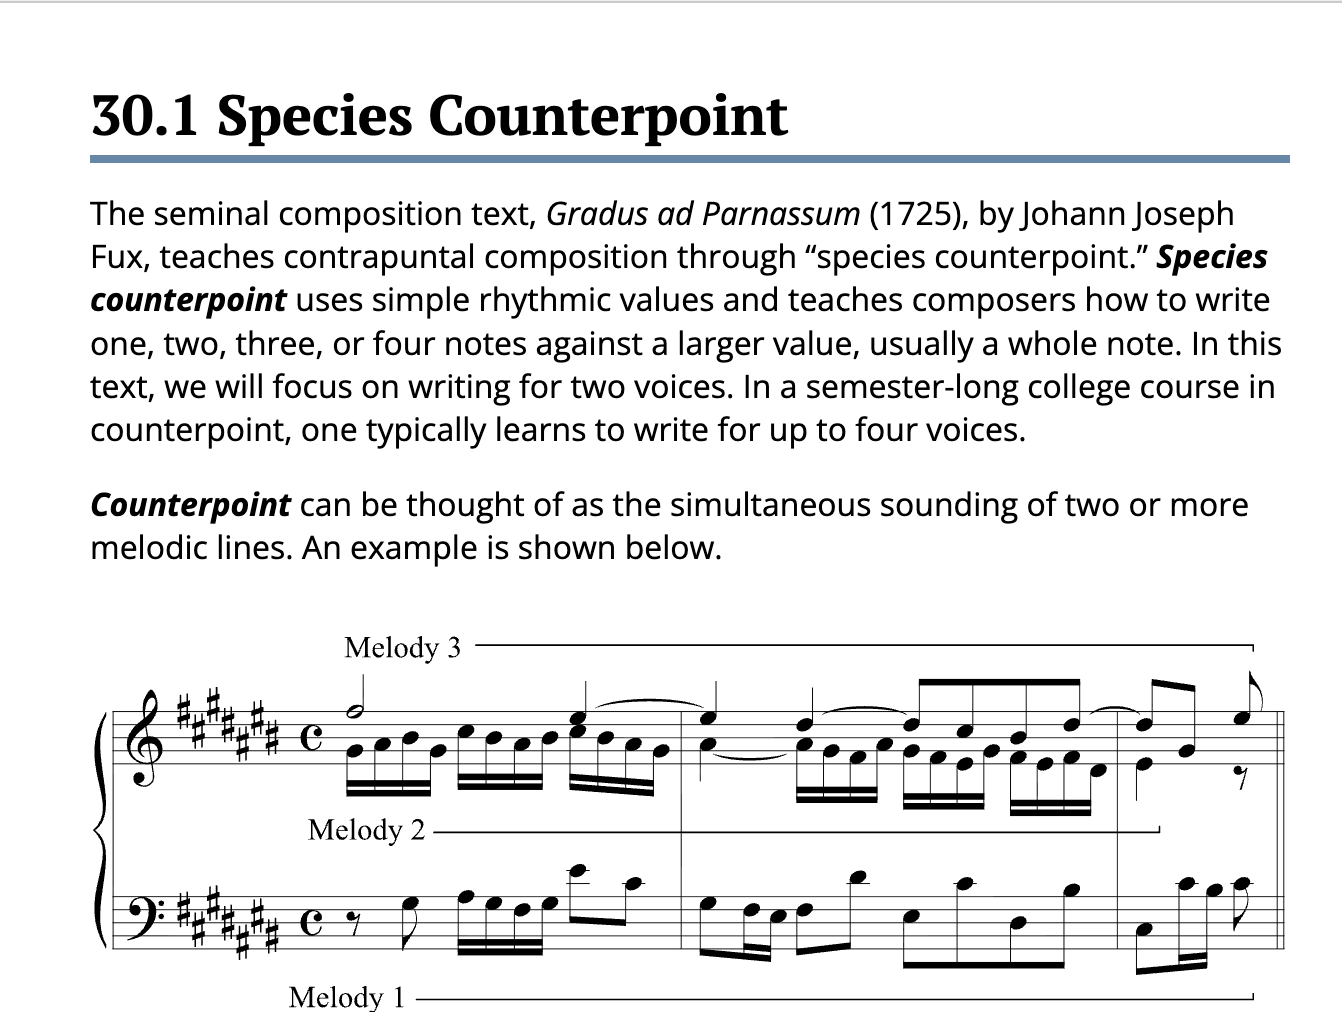 30.1 Species Counterpoint
The seminal composition text, Gradus ad Parnassum (1725), by Johann Joseph
Fux, teaches contrapuntal composition through “species counterpoint.” Species
counterpoint uses simple rhythmic values and teaches composers how to write
one, two, three, or four notes against a larger value, usually a whole note. In this
text, we will focus on writing for two voices. In a semester-long college course in
counterpoint, one typically learns to write for up to four voices.
Counterpoint can be thought of as the simultaneous sounding of two or more
melodic lines. An example is shown below.
Melody 3
Melody 2
Melody 1